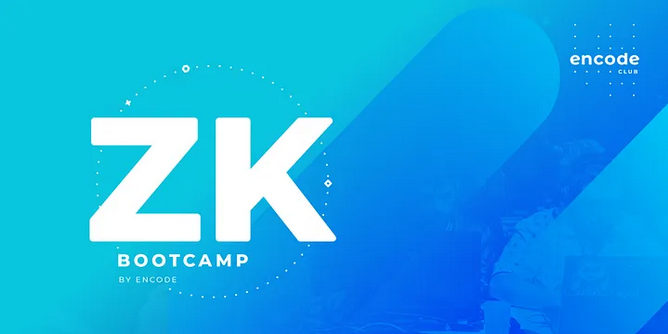 encode
CLUB
ZK
BOOTCAMP
BY ENCODE